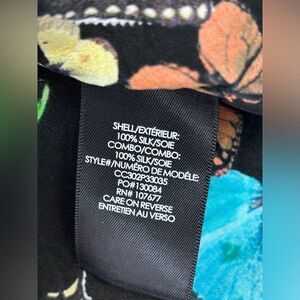 SHELL/EXTÉRIEUR:
100% SILK/SOIE
COMBO/COMBO:
100% SILK/SOIE
STYLE#/NUMÉRO DE MODÈLE:
CC302P33035
PO#130084
RN# 107677
CARE ON REVERSE
ENTRETIEN AU VERSO